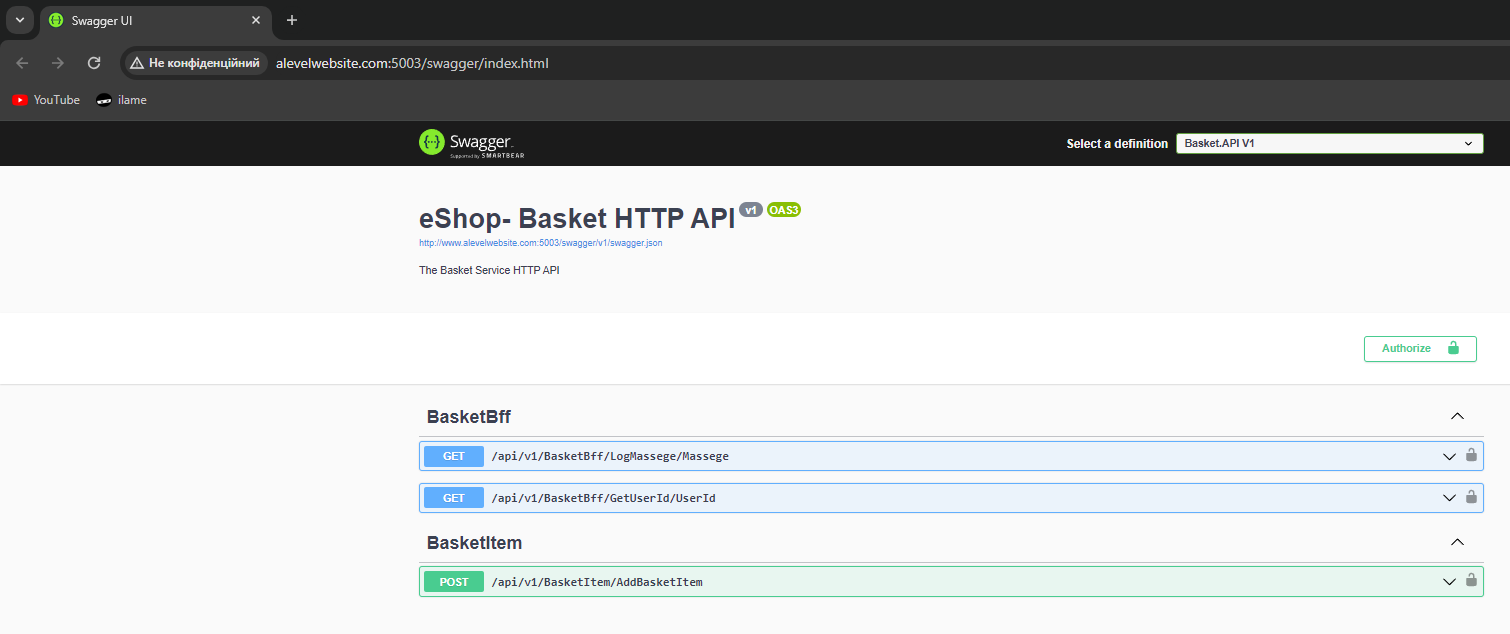 Swagger UI
Не конфіденційний
alevelwebsite.com:5003/swagger/index.html
YouTube
ilame
Swagger
Supported by SMARTBEAR
Select a definition
Basket.API V1
eShop- Basket HTTP API v1 OAS3
http://www.alevelwebsite.com:5003/swagger/v1/swagger.json
The Basket Service HTTP API
Authorize
BasketBff
GET /api/v1/BasketBff/LogMassege/Massege
GET /api/v1/BasketBff/GetUserId/UserId
BasketItem
POST /api/v1/BasketItem/AddBasketItem